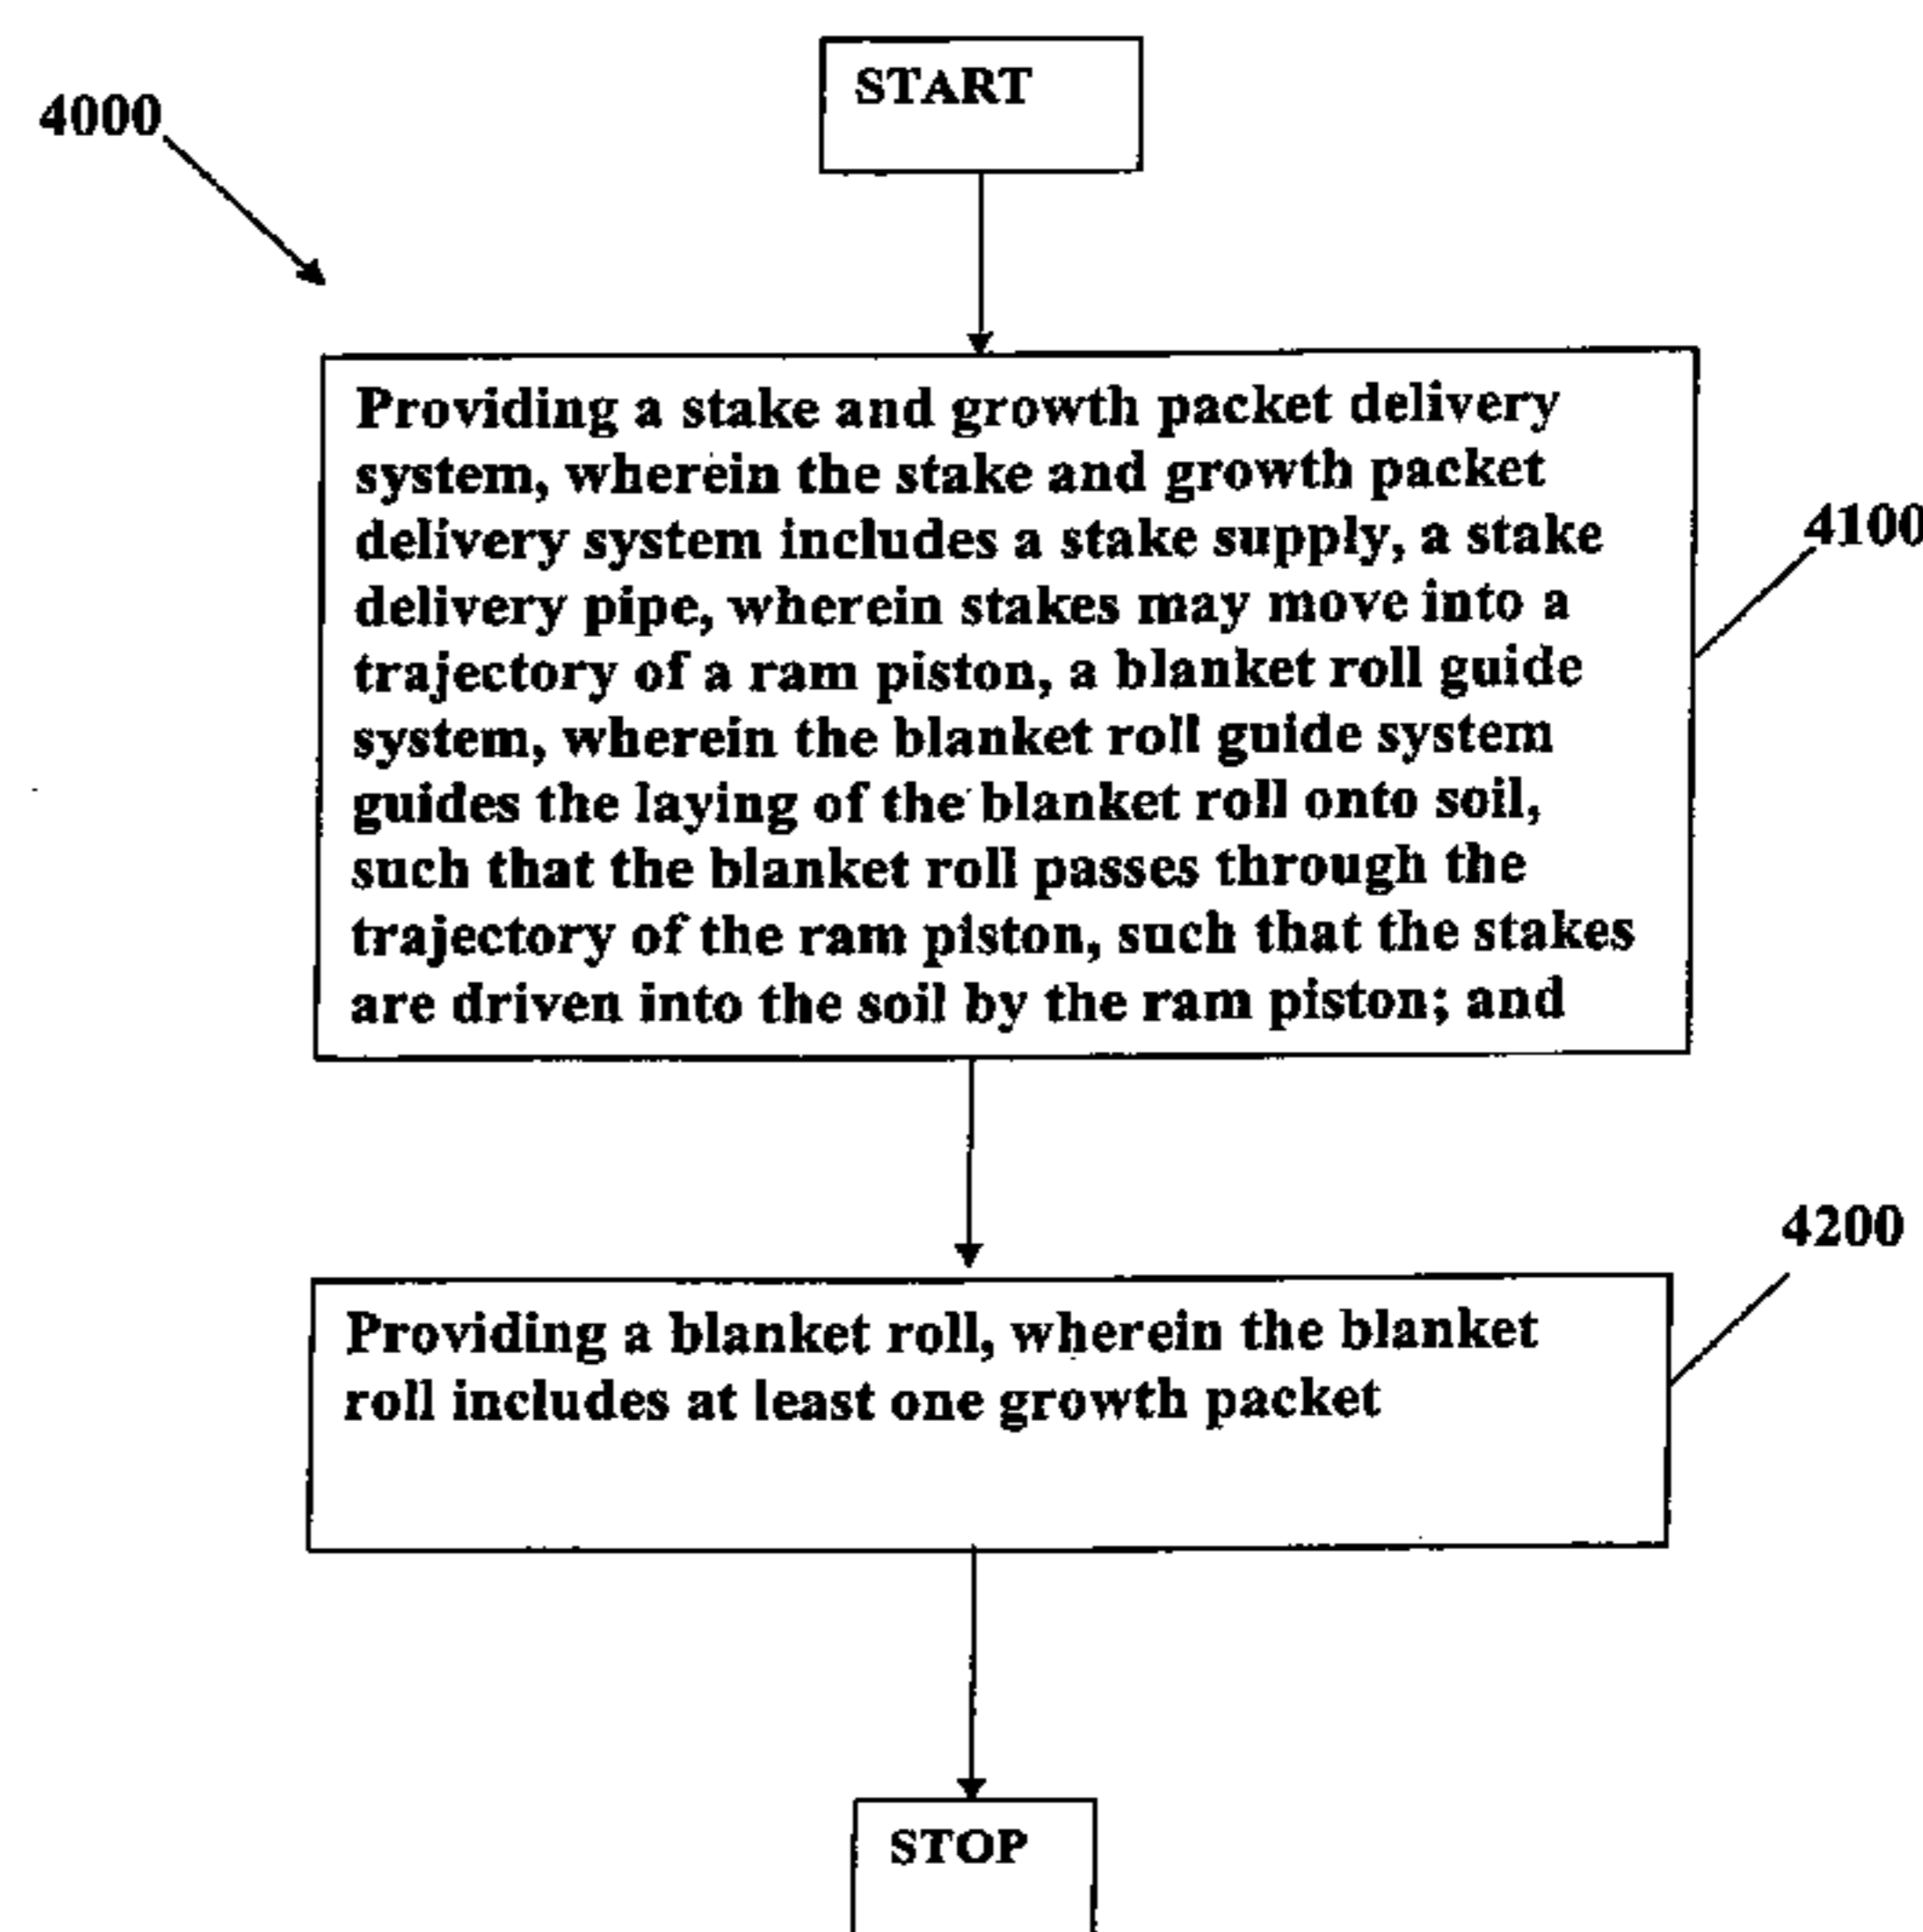 START
4000
Providing a stake and growth packet delivery
system, wherein the stake and growth packet
delivery system includes a stake supply, a stake
delivery pipe, wherein stakes may move into a
trajectory of a ram piston, a blanket roll guide
system, wherein the blanket roll guide system
guides the laying of the blanket roll onto soil,
such that the blanket roll passes through the
trajectory of the ram piston, such that the stakes
are driven into the soil by the ram piston; and
4100
4200
Providing a blanket roll, wherein the blanket
roll includes at least one growth packet
STOP